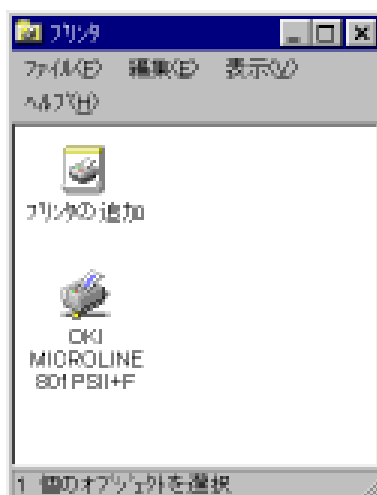 プリンタ
ファイル(F) 編集(E) 表示(V)
ヘルプ(H)
プリンタの追加
OKI
MICROLINE
801PSII+F
1 個のオブジェクトを選択